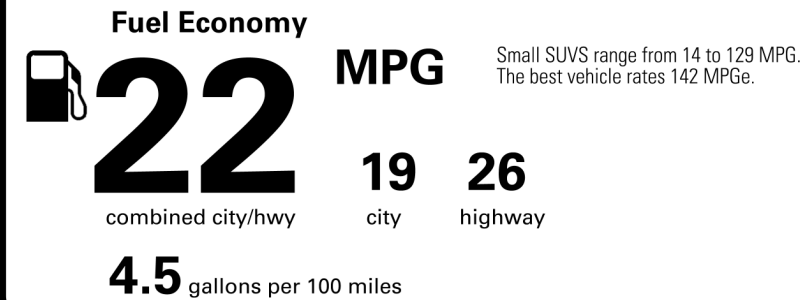 Fuel Economy
22
MPG
Small SUVS range from 14 to 129 MPG.
The best vehicle rates 142 MPGe.
19 26
combined city/hwy city highway
4.5 gallons per 100 miles